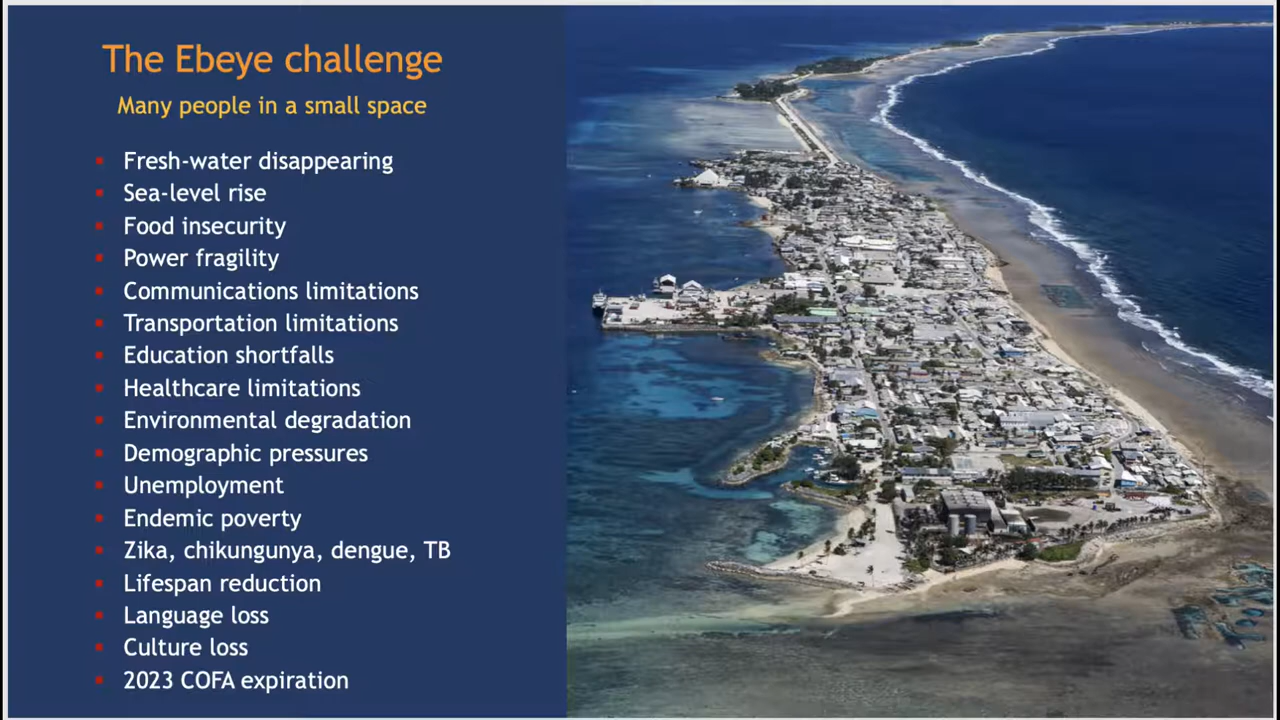 The Ebeye challenge
Many people in a small space
▪ Fresh-water disappearing
▪ Sea-level rise
▪ Food insecurity
▪ Power fragility
▪ Communications limitations
▪ Transportation limitations
▪ Education shortfalls
▪ Healthcare limitations
▪ Environmental degradation
▪ Demographic pressures
▪ Unemployment
▪ Endemic poverty
▪ Zika, chikungunya, dengue, TB
▪ Lifespan reduction
▪ Language loss
▪ Culture loss
▪ 2023 COFA expiration